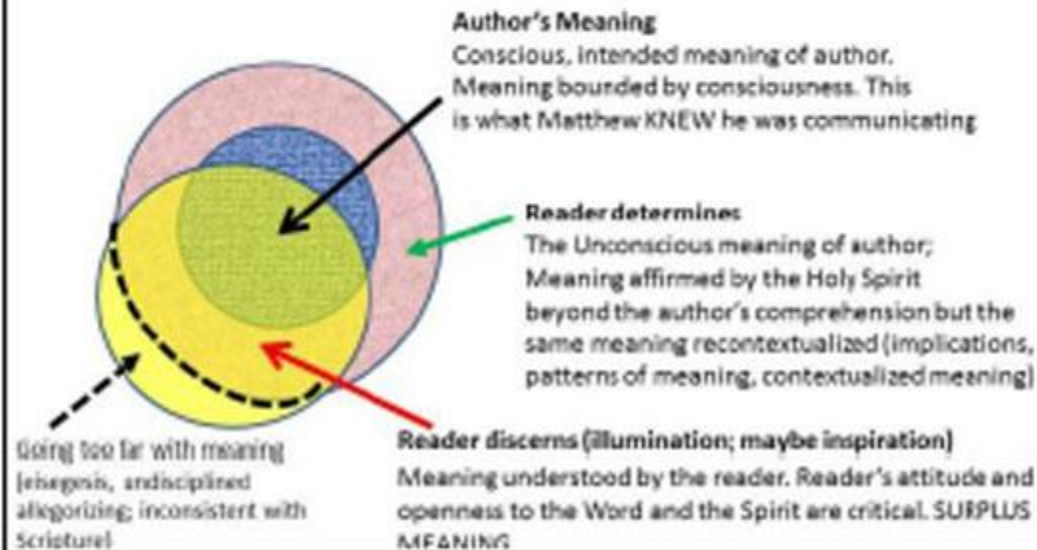 Author's Meaning
Conscious, intended meaning of author.
Meaning bounded by consciousness. This
is what Matthew KNEW he was communicating
Reader determines
The Unconscious meaning of author;
Meaning affirmed by the Holy Spirit
beyond the author's comprehension but the
same meaning recontextualized (implications,
patterns of meaning, contextualized meaning)
Reader discerns (illumination; maybe inspiration)
Meaning understood by the reader. Reader's attitude and
openness to the Word and the Spirit are critical. SURPLUS
MEANING
Going too far with meaning
(eisegesis, undisciplined
allegorizing; inconsistent with
Scripture)